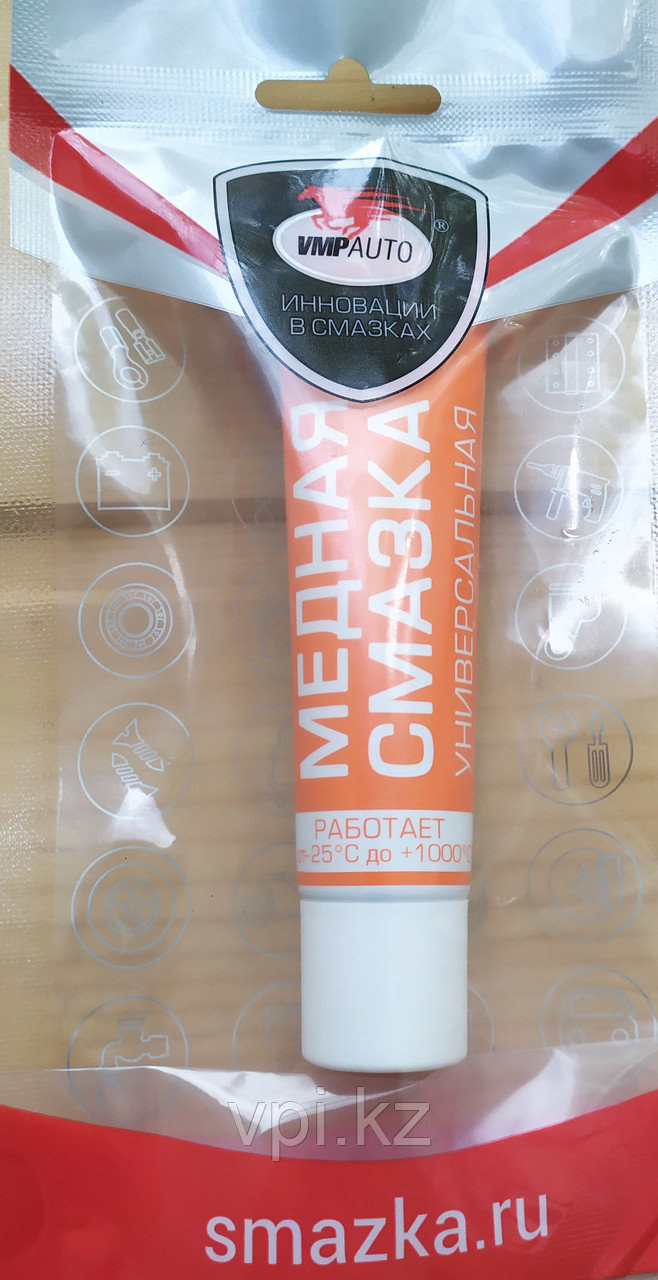 VMPAUTO
®
ИННОВАЦИИ
В СМАЗКАХ
МЕДНАЯ
СМАЗКА
УНИВЕРСАЛЬНАЯ
РАБОТАЕТ
от -25°C до +1000°C
vpi.kz
smazka.ru